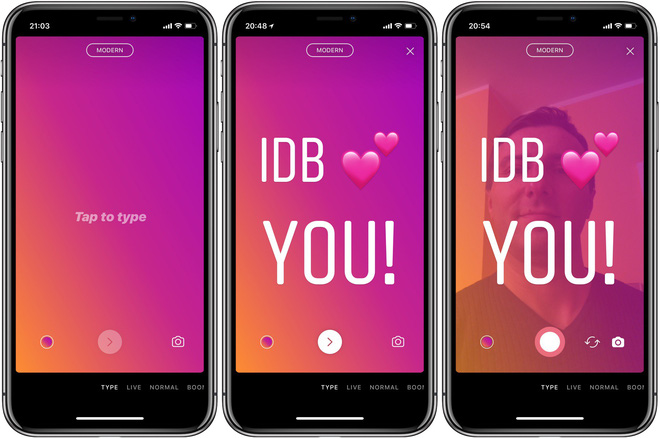 21:03
MODERN
Tap to type
TYPE LIVE NORMAL BOO
20:48
MODERN
IDB 💕
YOU!
TYPE LIVE NORMAL BOO
20:54
MODERN
IDB 💕
YOU!
TYPE LIVE NORMAL BOO